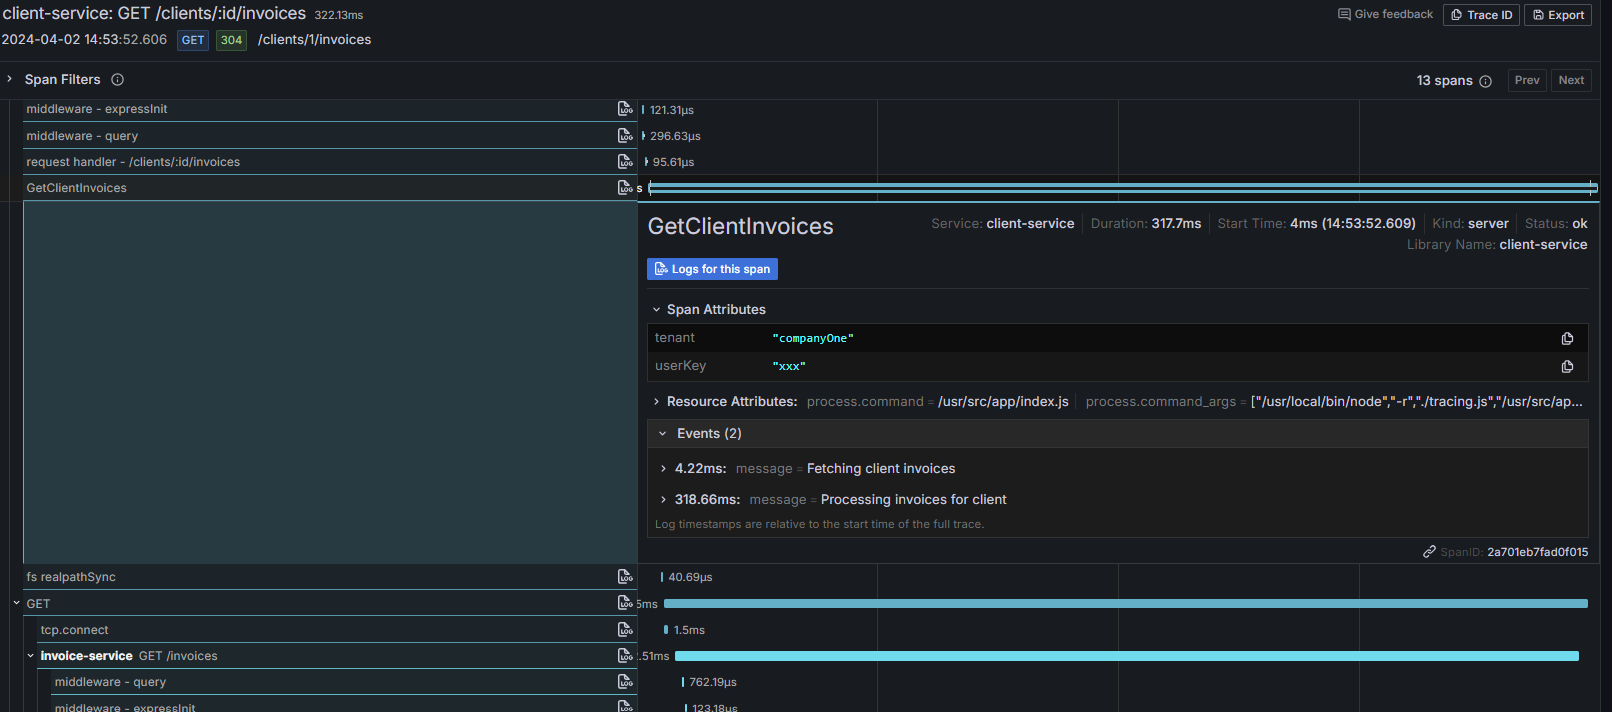 client-service: GET /clients/:id/invoices 322.13ms
Give feedback Trace ID Export
2024-04-02 14:53:52.606 GET 304 /clients/1/invoices
Span Filters
13 spans Prev Next
middleware - expressInit 121.31μs
middleware - query 296.63μs
request handler - /clients/:id/invoices 95.61μs
GetClientInvoices s
GetClientInvoices
Service: client-service Duration: 317.7ms Start Time: 4ms (14:53:52.609) Kind: server Status: ok
Library Name: client-service
Logs for this span
Span Attributes
tenant "companyOne"
userKey "xxx"
Resource Attributes: process.command = /usr/src/app/index.js process.command_args = ["/usr/local/bin/node","-r","./tracing.js","/usr/src/ap...
Events (2)
4.22ms: message = Fetching client invoices
318.66ms: message = Processing invoices for client
Log timestamps are relative to the start time of the full trace.
SpanID: 2a701eb7fad0f015
fs realpathSync 40.69μs
GET 5ms
tcp.connect 1.5ms
invoice-service GET /invoices .51ms
middleware - query 762.19μs
middleware - expressInit 123.18μs